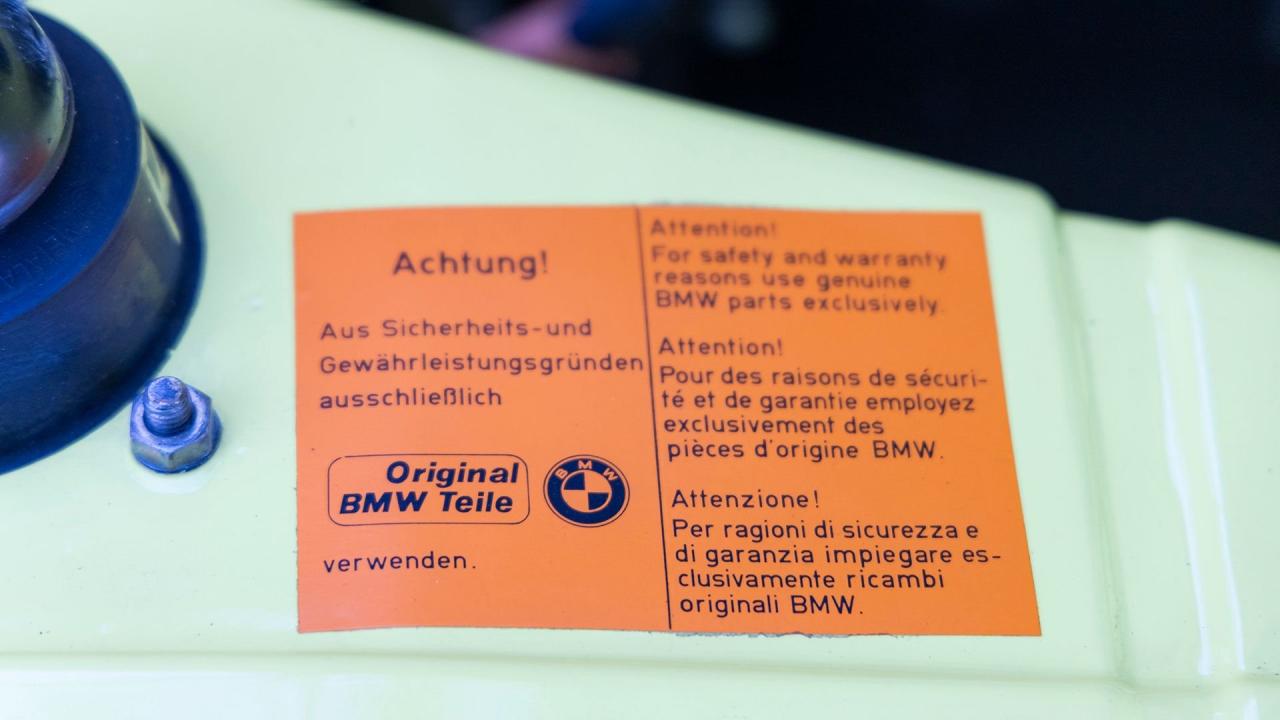 Achtung!
Aus Sicherheits-und
Gewährleistungsgründen
ausschließlich
Original
BMW Teile
BMW
verwenden.
Attention!
For safety and warranty
reasons use genuine
BMW parts exclusively.
Attention!
Pour des raisons de sécuri-
té et de garantie employez
exclusivement des
pièces d'origine BMW.
Attenzione!
Per ragioni di sicurezza e
di garanzia impiegare es-
clusivamente ricambi
originali BMW.